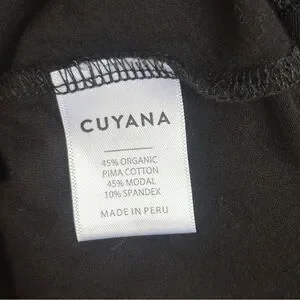 CUYANA
45% ORGANIC
PIMA COTTON
45% MODAL
10% SPANDEX
MADE IN PERU